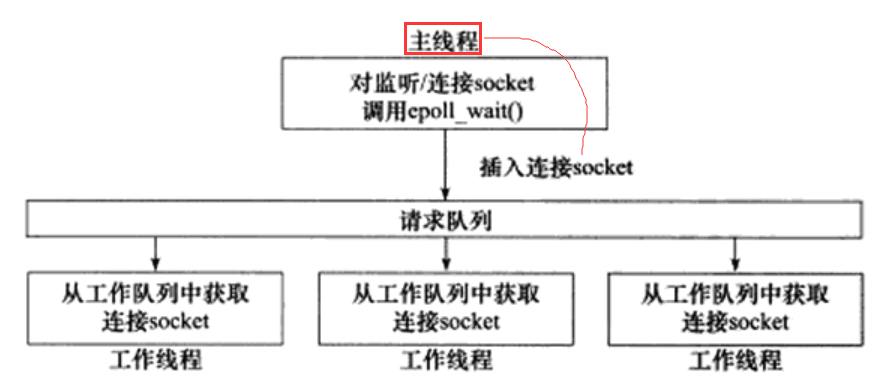 主线程
对监听/连接socket
调用epoll_wait()
插入连接socket
请求队列
从工作队列中获取
连接socket
从工作队列中获取
连接socket
从工作队列中获取
连接socket
工作线程
工作线程
工作线程